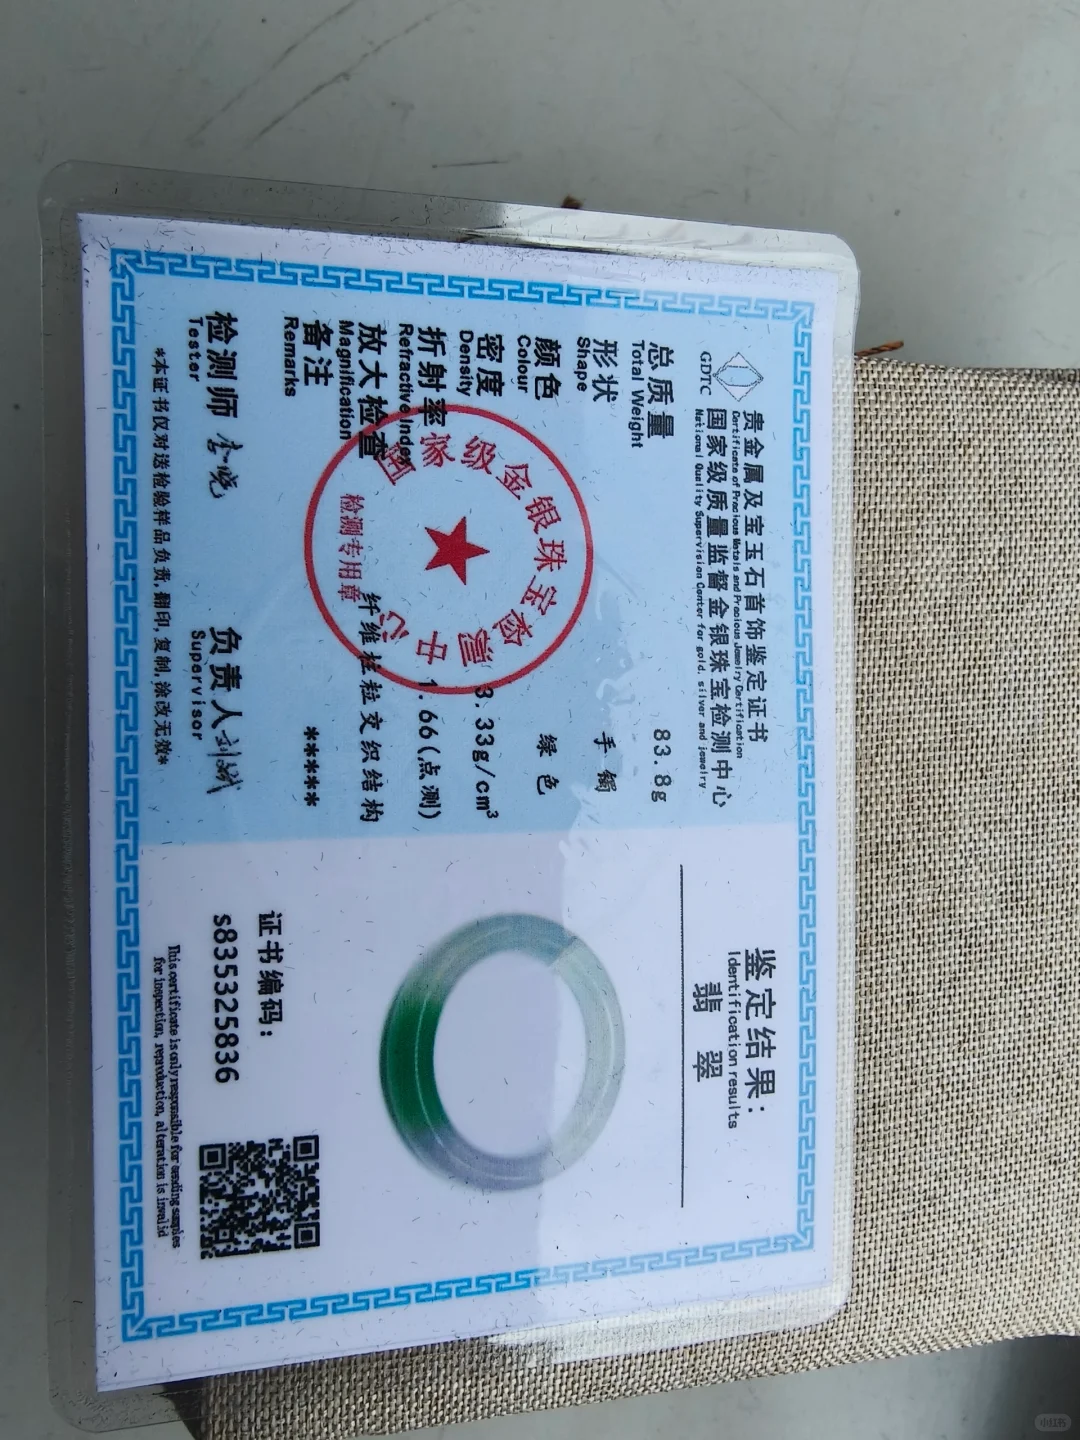 GDTC
贵金属及宝玉石首饰鉴定证书
Certificate of Precious Metals and Precious Jewelry Certification
国家级质量监督金银珠宝检测中心
National Quality Supervision Center for gold, silver and jewelry
总质量 83.8g
Total Weight
形状 手镯
Shape
颜色 绿色
Colour
密度 3.33g/cm³
Density
折射率 1.66(点测)
Refractive Index
放大检查 纤维柱粒交织结构
Magnification
备注 *****
Remarks
检测师
Tester
负责人
Supervisor
*本证书仅对送检验样品负责,翻印,复制,涂改无效*
国家级金银珠宝检测中心
检测专用章
鉴定结果:
Identification results
翡翠
证书编码:
s835325836
This certificate is only responsible for sending samples
for inspection, reproduction, alteration is invalid
小红书